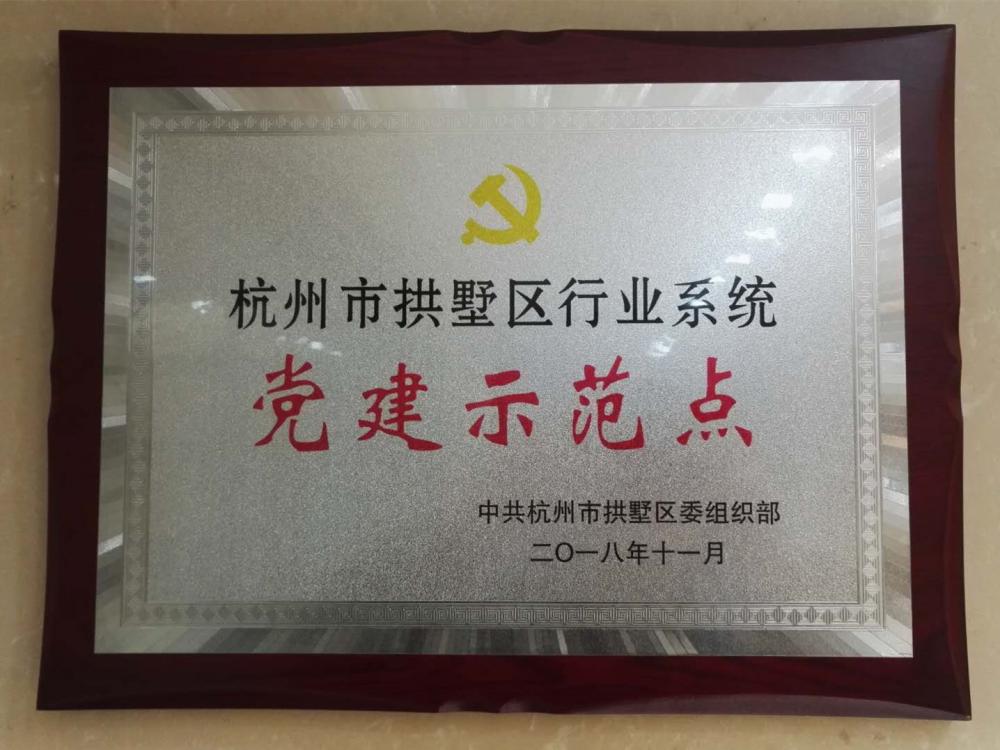 杭州市拱墅区行业系统
党建示范点
中共杭州市拱墅区委组织部
二〇一八年十一月